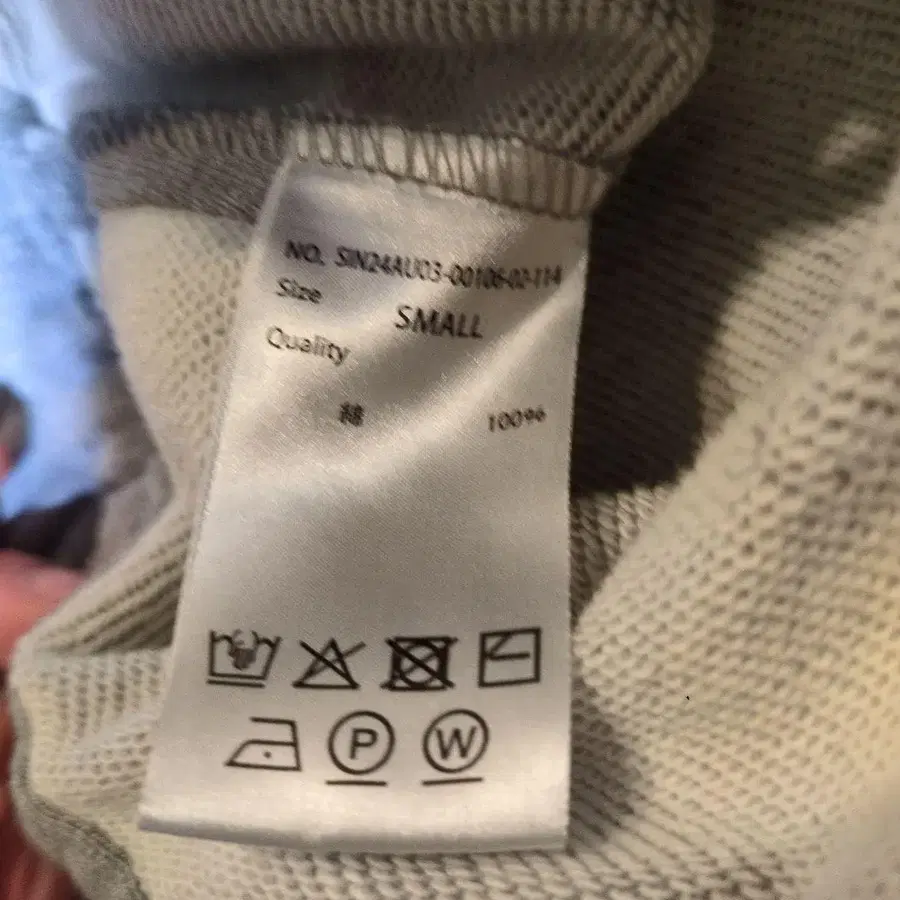 NO. SIN24AU03-00106-02-114
Size
SMALL
Quality
綿 100%
P W